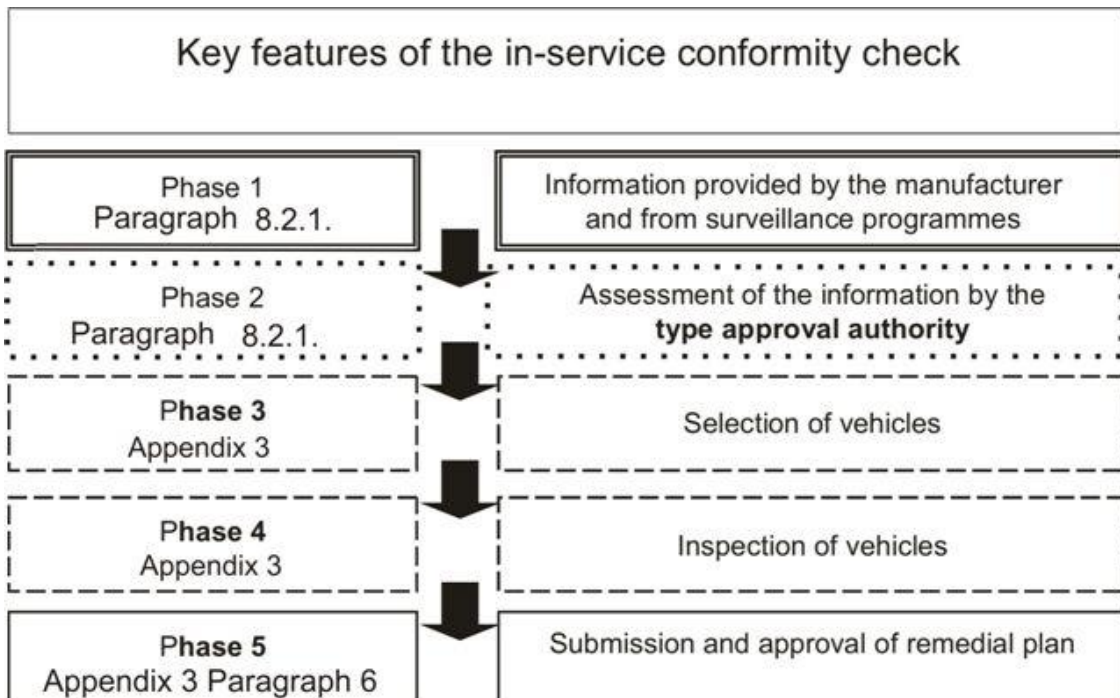 Key features of the in-service conformity check
Phase 1
Paragraph 8.2.1.
Information provided by the manufacturer
and from surveillance programmes
Phase 2
Paragraph 8.2.1.
Assessment of the information by the
type approval authority
Phase 3
Appendix 3
Selection of vehicles
Phase 4
Appendix 3
Inspection of vehicles
Phase 5
Appendix 3 Paragraph 6
Submission and approval of remedial plan